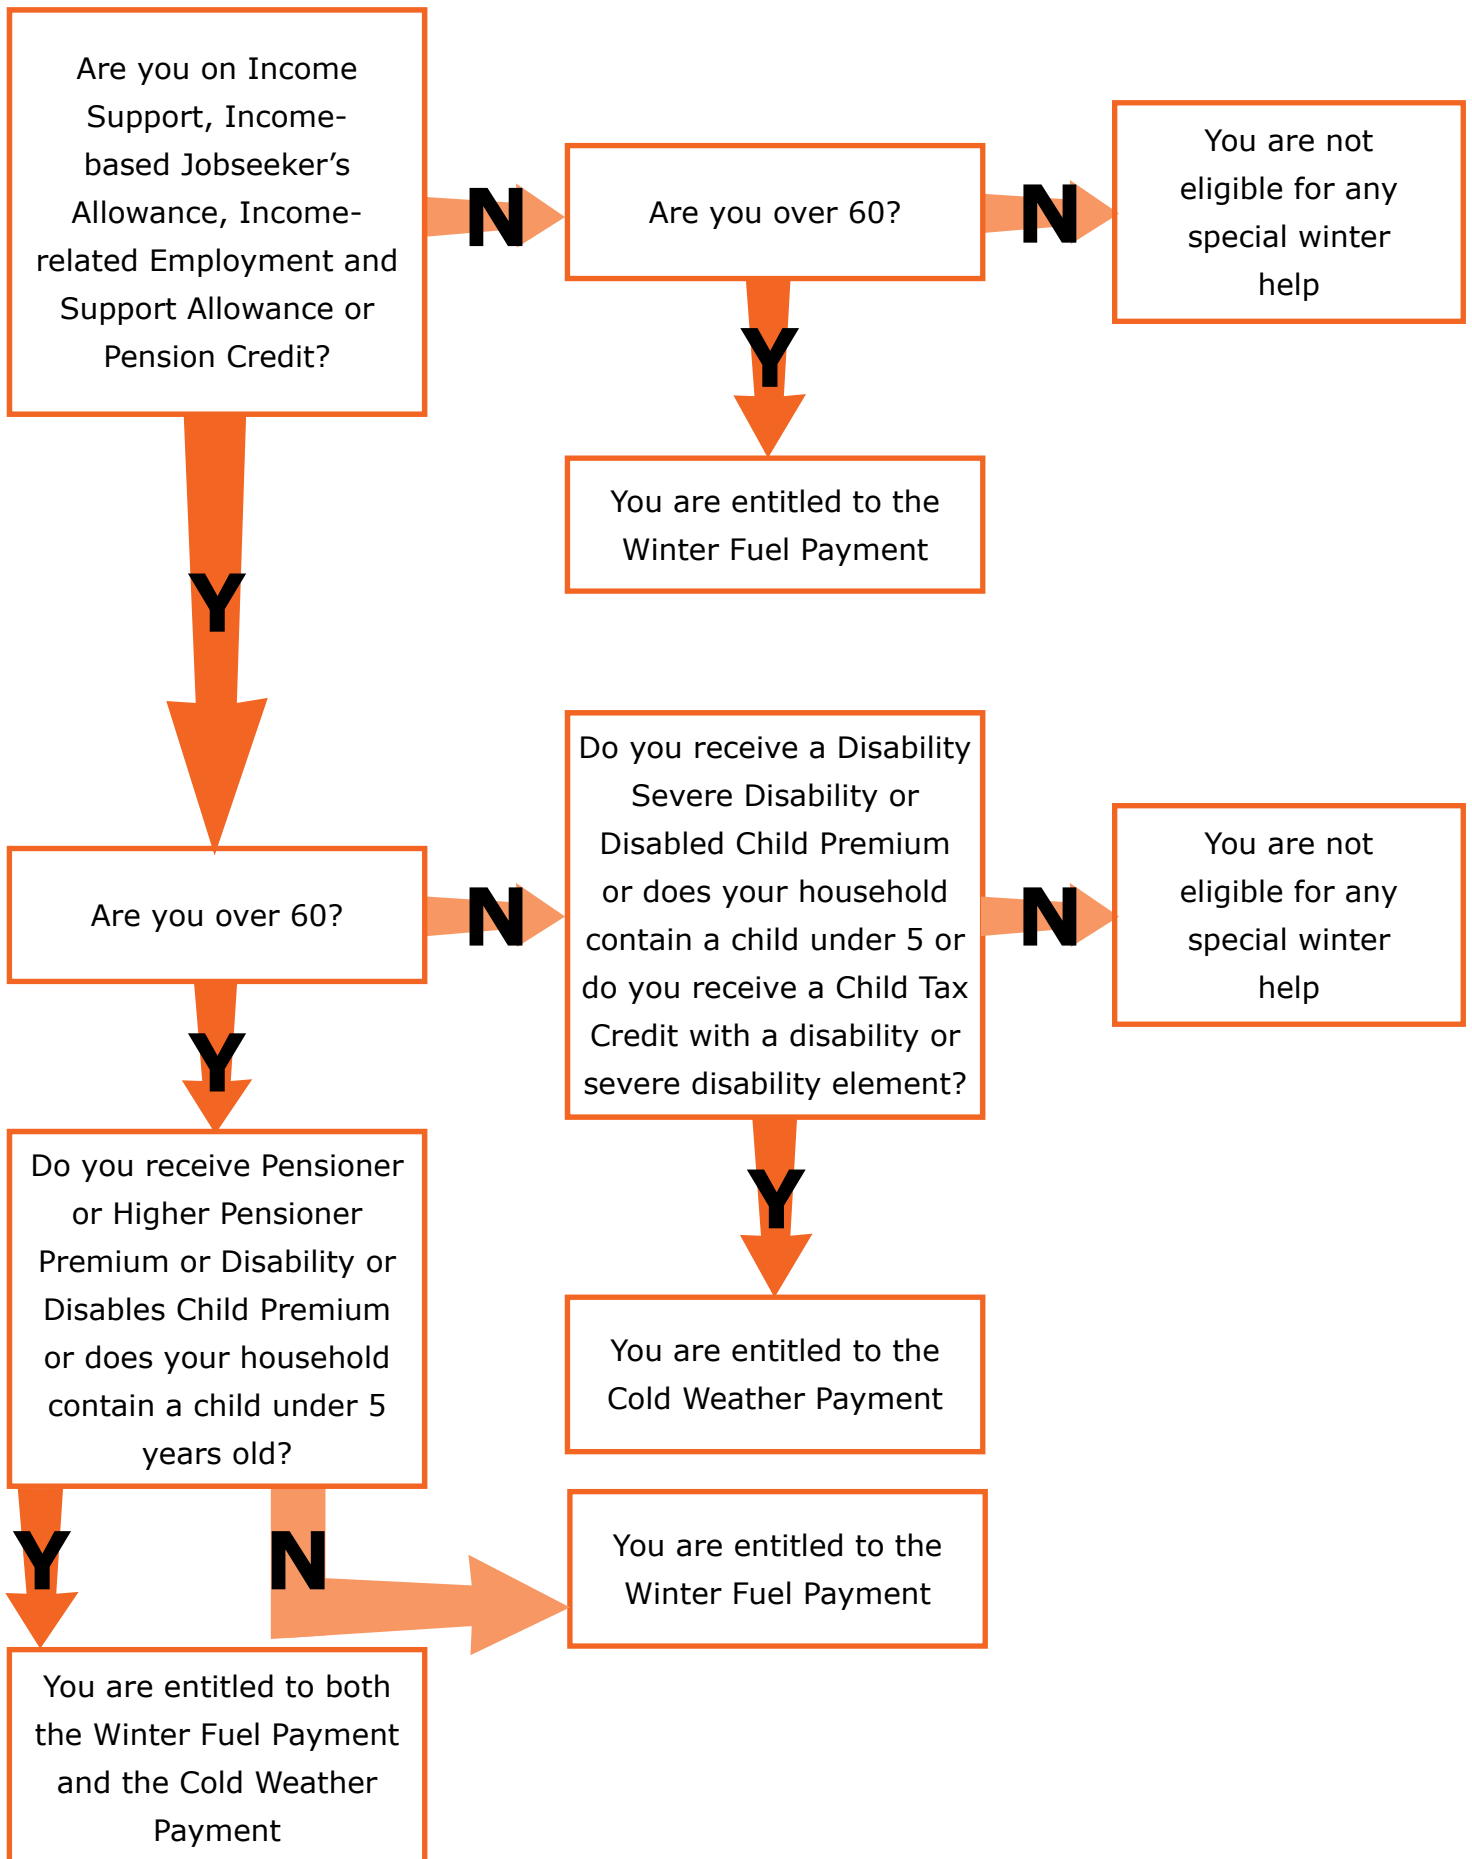 Are you on Income
Support, Income-
based Jobseeker’s
Allowance, Income-
related Employment and
Support Allowance or
Pension Credit?
N
Are you over 60?
N
You are not
eligible for any
special winter
help
Y
You are entitled to the
Winter Fuel Payment
Y
Are you over 60?
N
Do you receive a Disability
Severe Disability or
Disabled Child Premium
or does your household
contain a child under 5 or
do you receive a Child Tax
Credit with a disability or
severe disability element?
N
You are not
eligible for any
special winter
help
Y
You are entitled to the
Cold Weather Payment
Y
Do you receive Pensioner
or Higher Pensioner
Premium or Disability or
Disables Child Premium
or does your household
contain a child under 5
years old?
N
You are entitled to the
Winter Fuel Payment
Y
You are entitled to both
the Winter Fuel Payment
and the Cold Weather
Payment